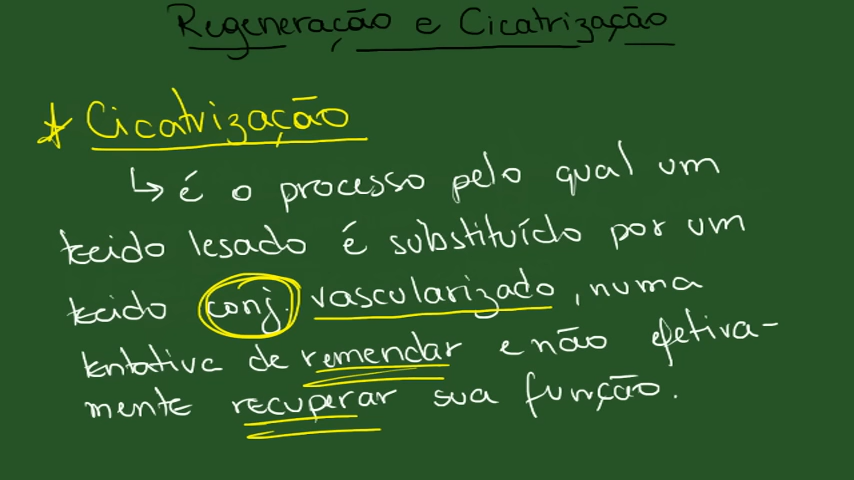 Regeneração e Cicatrização
* Cicatrização
↳ é o processo pelo qual um
tecido lesado é substituído por um
tecido conj. vascularizado, numa
tentativa de remendar e não efetiva-
mente recuperar sua função.